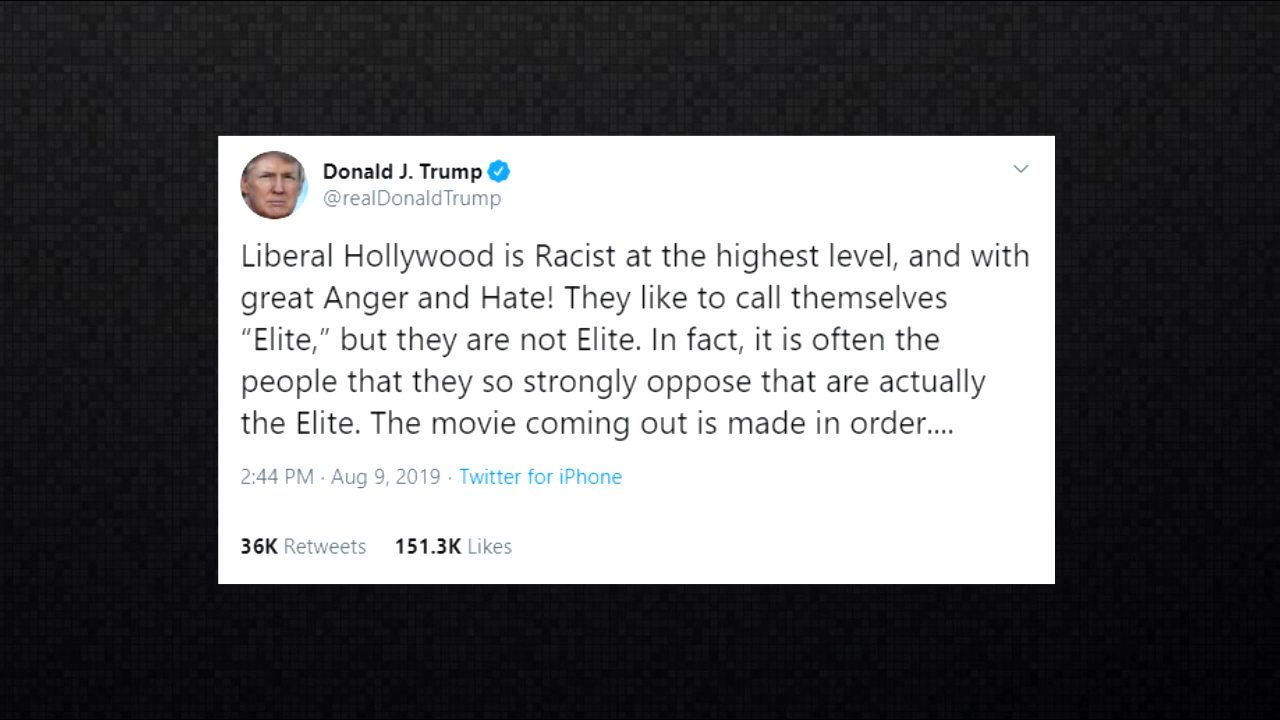 Donald J. Trump
@realDonaldTrump
Liberal Hollywood is Racist at the highest level, and with
great Anger and Hate! They like to call themselves
“Elite,” but they are not Elite. In fact, it is often the
people that they so strongly oppose that are actually
the Elite. The movie coming out is made in order....
2:44 PM · Aug 9, 2019 · Twitter for iPhone
36K Retweets 151.3K Likes